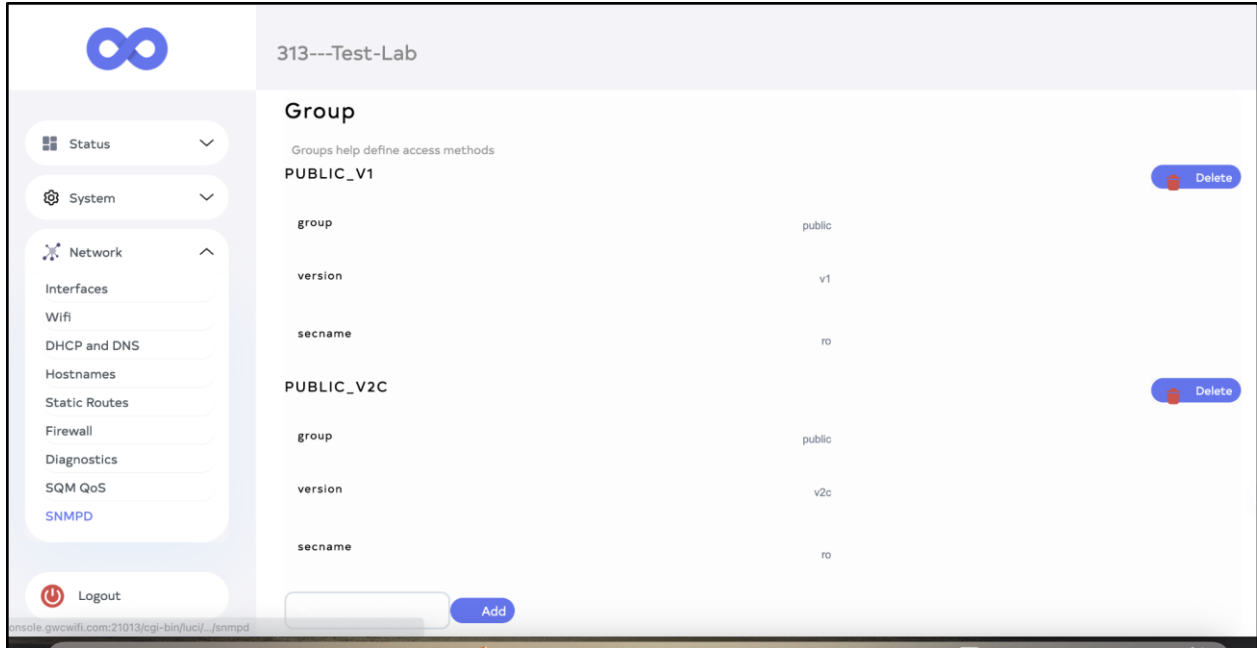 313---Test-Lab
Status
System
Network
Interfaces
Wifi
DHCP and DNS
Hostnames
Static Routes
Firewall
Diagnostics
SQM QoS
SNMPD
Logout
Group
Groups help define access methods
PUBLIC_V1
Delete
group public
version v1
secname ro
PUBLIC_V2C
Delete
group public
version v2c
secname ro
Add
onsole.gwcwifi.com:21013/cgi-bin/luci/.../snmpd